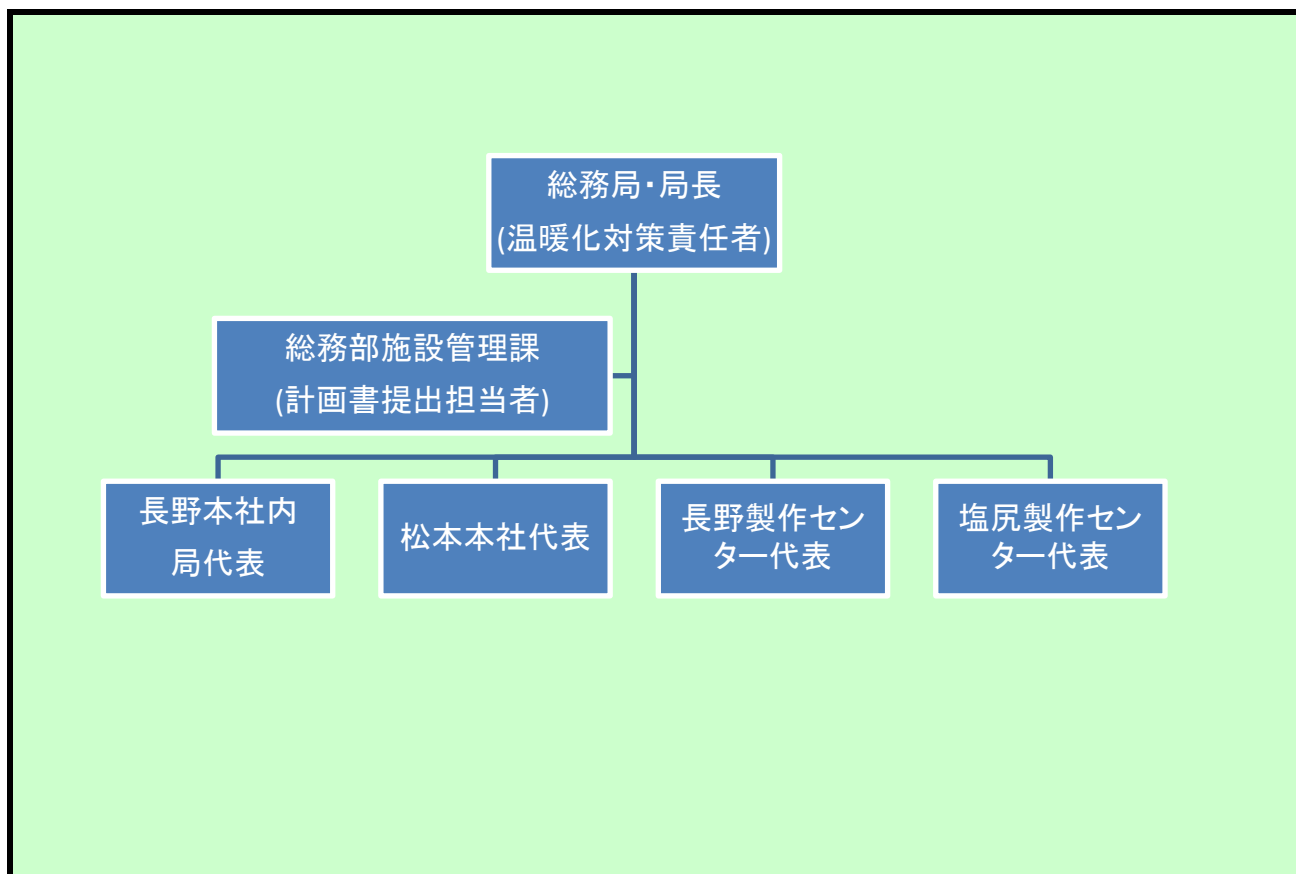 総務局・局長
(温暖化対策責任者)
総務部施設管理課
(計画書提出担当者)
長野本社内
局代表
松本本社代表
長野製作セン
ター代表
塩尻製作セン
ター代表